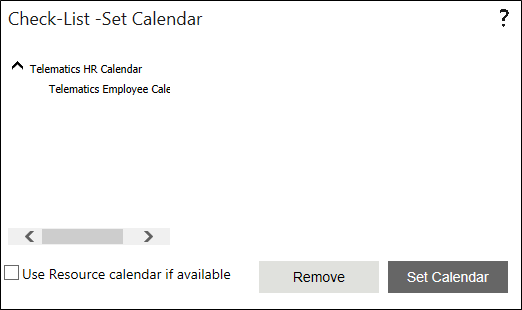 Check-List -Set Calendar ?
Telematics HR Calendar
Telematics Employee Cale
Use Resource calendar if available
Remove
Set Calendar